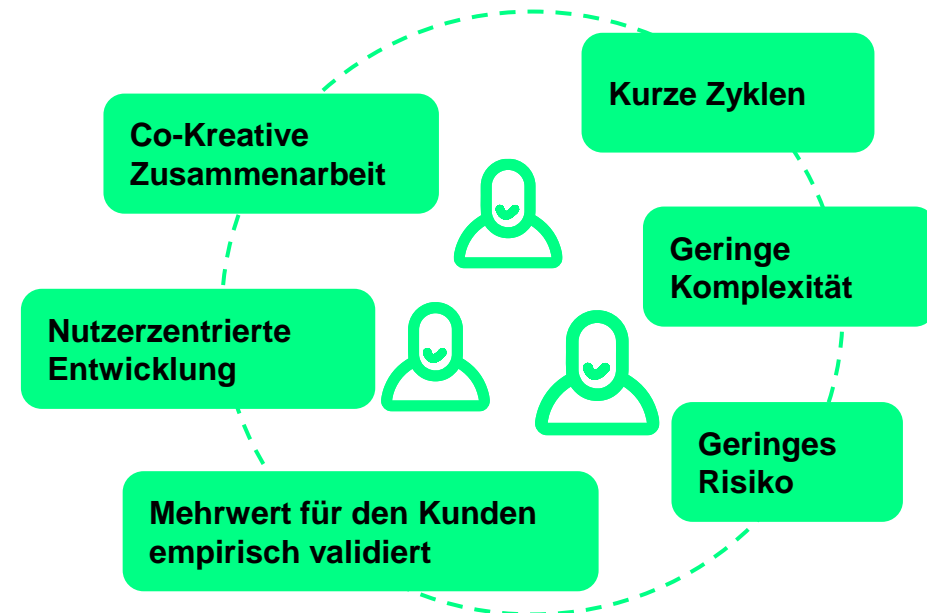 Kurze Zyklen
Co-Kreative
Zusammenarbeit
Geringe
Komplexität
Nutzerzentrierte
Entwicklung
Geringes
Risiko
Mehrwert für den Kunden
empirisch validiert